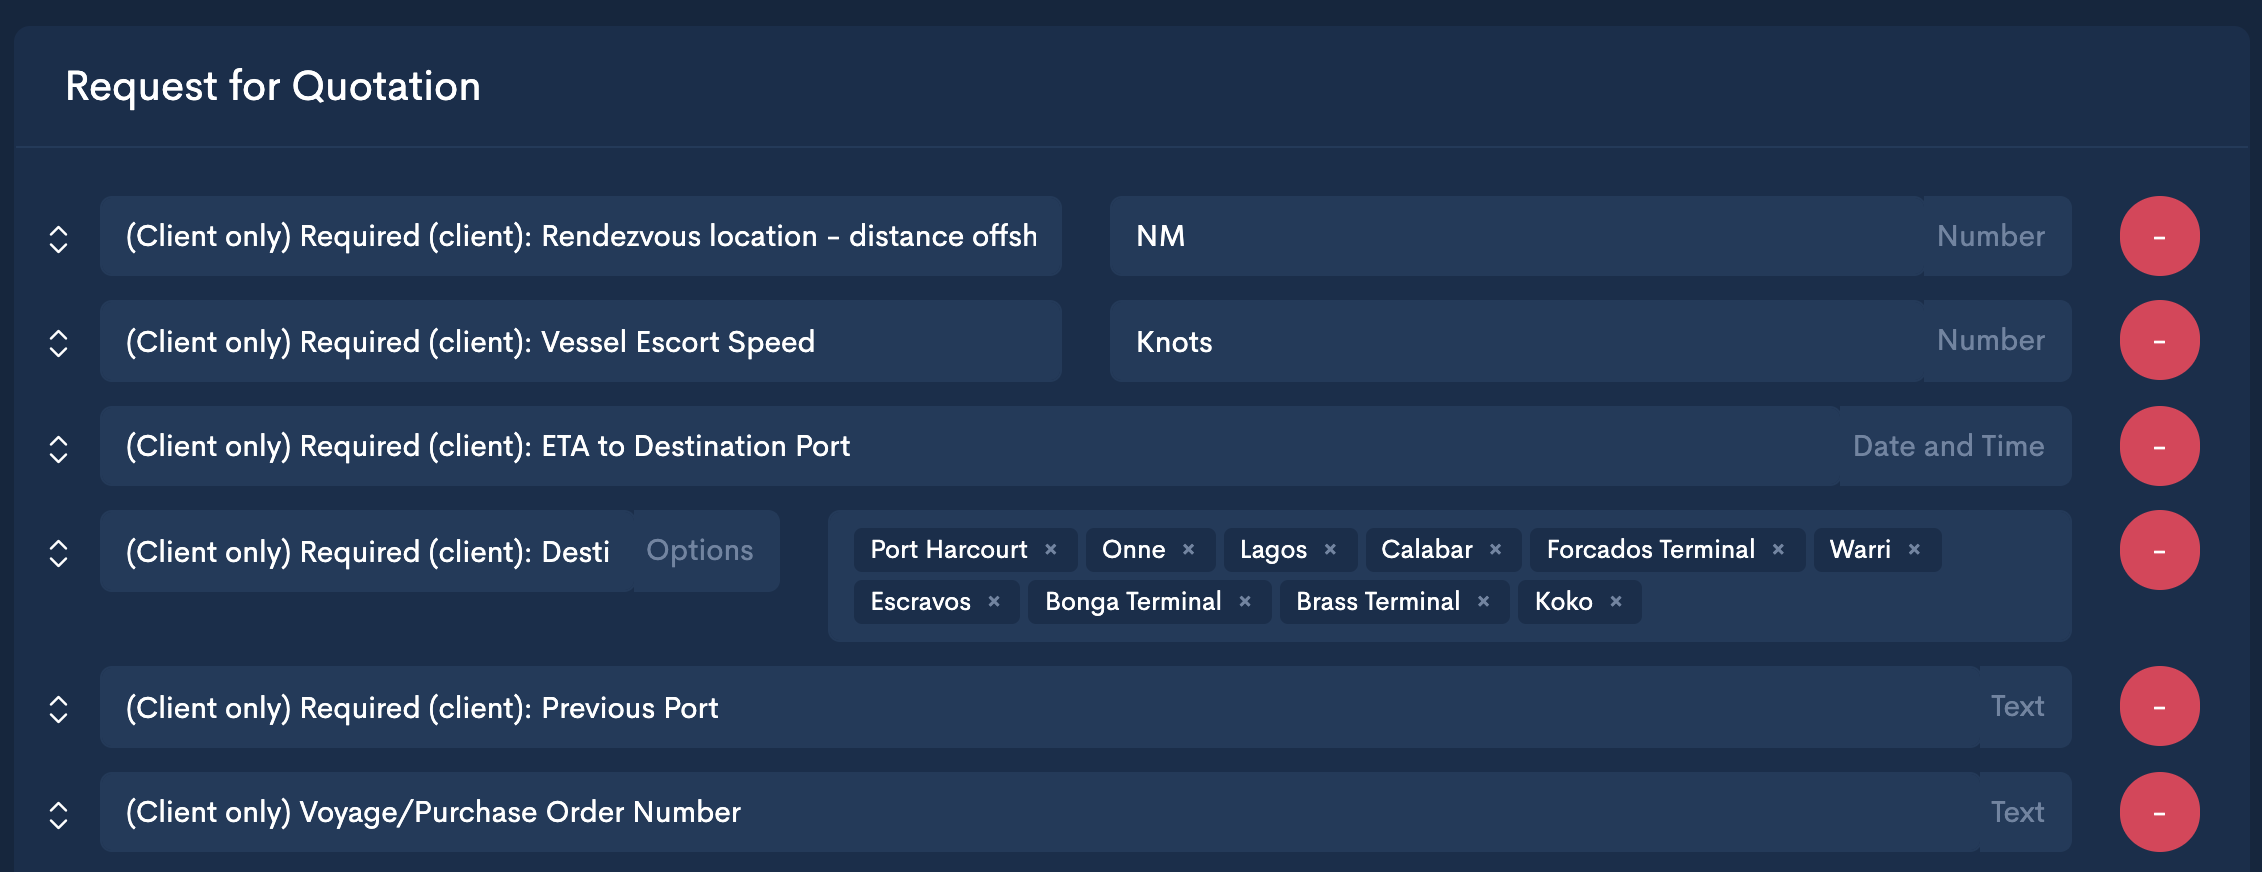 Request for Quotation
(Client only) Required (client): Rendezvous location - distance offsh NM Number -
(Client only) Required (client): Vessel Escort Speed Knots Number -
(Client only) Required (client): ETA to Destination Port Date and Time -
(Client only) Required (client): Desti Options Port Harcourt × Onne × Lagos × Calabar × Forcados Terminal × Warri × -
Escravos × Bonga Terminal × Brass Terminal × Koko ×
(Client only) Required (client): Previous Port Text -
(Client only) Voyage/Purchase Order Number Text -